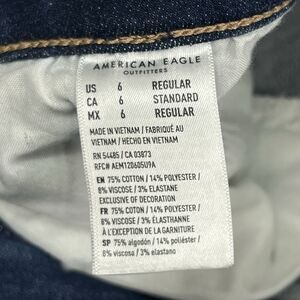 AMERICAN EAGLE
OUTFITTERS
US 6 REGULAR
CA 6 STANDARD
MX 6 REGULAR
MADE IN VIETNAM / FABRIQUÉ AU
VIETNAM / HECHO EN VIETNAM
RN 54485 / CA 03873
RFC# AEM120605U9A
EN 75% COTTON / 14% POLYESTER /
8% VISCOSE / 3% ELASTANE
EXCLUSIVE OF DECORATION
FR 75% COTON / 14% POLYESTER /
8% VISCOSE / 3% ÉLASTHANNE
À L'EXCEPTION DE LA GARNITURE
SP 75% algodón / 14% poliéster /
8% viscosa / 3% elastano